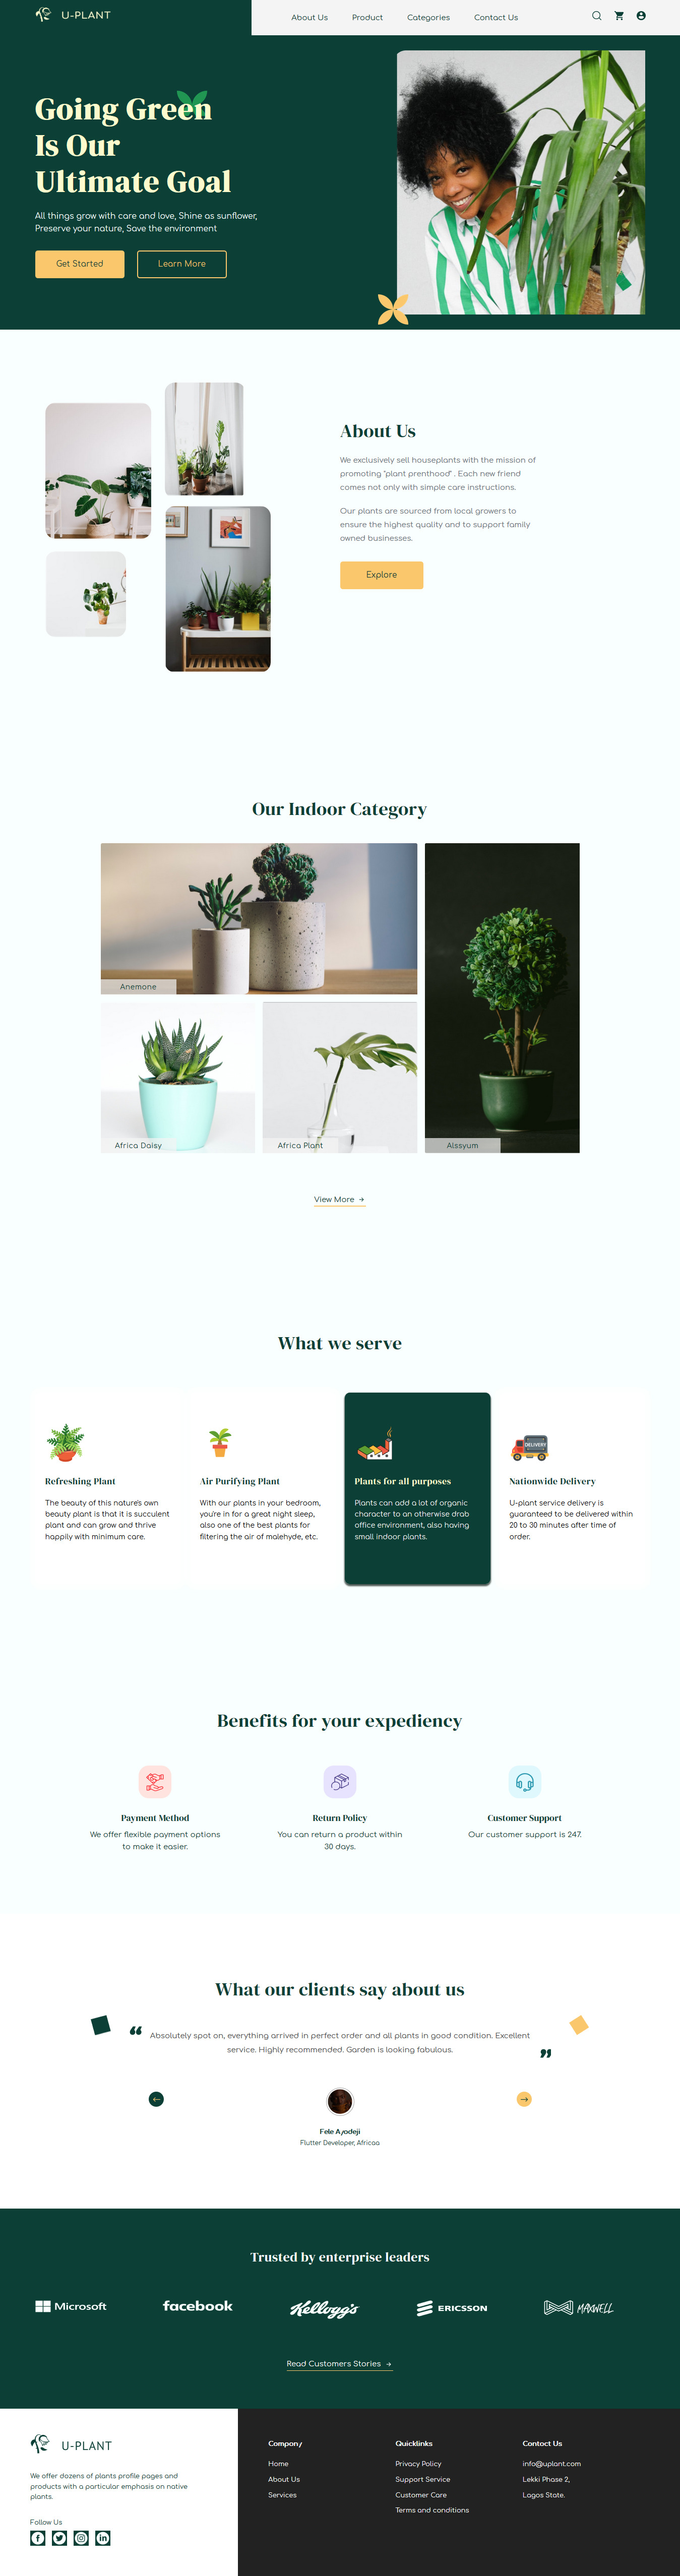 U-PLANT
About Us
Product
Categories
Contact Us
Going Green
Is Our
Ultimate Goal
All things grow with care and love, Shine as sunflower,
Preserve your nature, Save the environment
Get Started
Learn More
About Us
We exclusively sell houseplants with the mission of
promoting "plant prenthood" . Each new friend
comes not only with simple care instructions.
Our plants are sourced from local growers to
ensure the highest quality and to support family
owned businesses.
Explore
Our Indoor Category
Anemone
Africa Daisy
Africa Plant
Alssyum
View More →
What we serve
Refreshing Plant
The beauty of this nature's own
beauty plant is that it is succulent
plant and can grow and thrive
happily with minimum care.
Air Purifying Plant
With our plants in your bedroom,
you're in for a great night sleep,
also one of the best plants for
filtering the air of malehyde, etc.
Plants for all purposes
Plants can add a lot of organic
character to an otherwise drab
office environment, also having
small indoor plants.
DELIVERY
Nationwide Delivery
U-plant service delivery is
guaranteed to be delivered within
20 to 30 minutes after time of
order.
Benefits for your expediency
Payment Method
We offer flexible payment options
to make it easier.
Return Policy
You can return a product within
30 days.
Customer Support
Our customer support is 247.
What our clients say about us
“ Absolutely spot on, everything arrived in perfect order and all plants in good condition. Excellent
service. Highly recommended. Garden is looking fabulous. ”
Fele Ayodeji
Flutter Developer, Africaa
Trusted by enterprise leaders
Microsoft
facebook
Kellogg's
ERICSSON
MAXWELL
Read Customers Stories →
U-PLANT
We offer dozens of plants profile pages and
products with a particular emphasis on native
plants.
Follow Us
Company
Home
About Us
Services
Quicklinks
Privacy Policy
Support Service
Customer Care
Terms and conditions
Contact Us
info@uplant.com
Lekki Phase 2,
Lagos State.